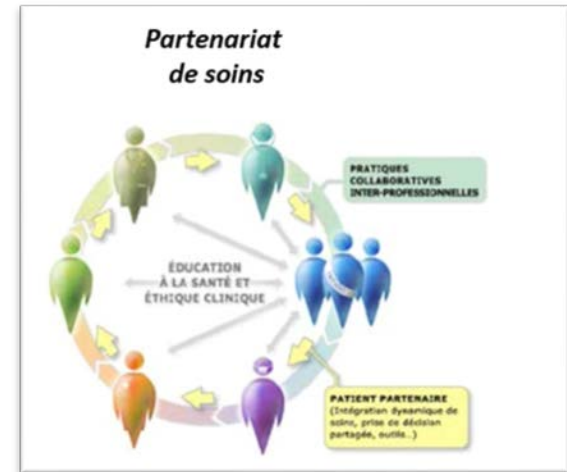 Partenariat
de soins
PRATIQUES
COLLABORATIVES
INTER-PROFESSIONNELLES
ÉDUCATION
À LA SANTÉ ET
ÉTHIQUE CLINIQUE
PATIENT PARTENAIRE
(Intégration dynamique de
soins, prise de décision
partagée, outils…)